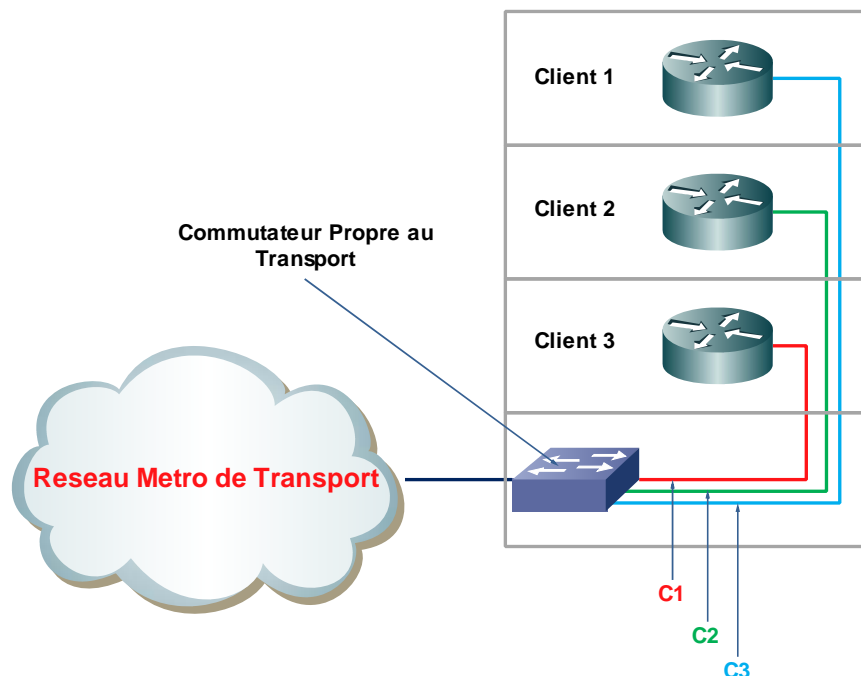 Client 1
Client 2
Commutateur Propre au
Transport
Client 3
Reseau Metro de Transport
C1
C2
C3